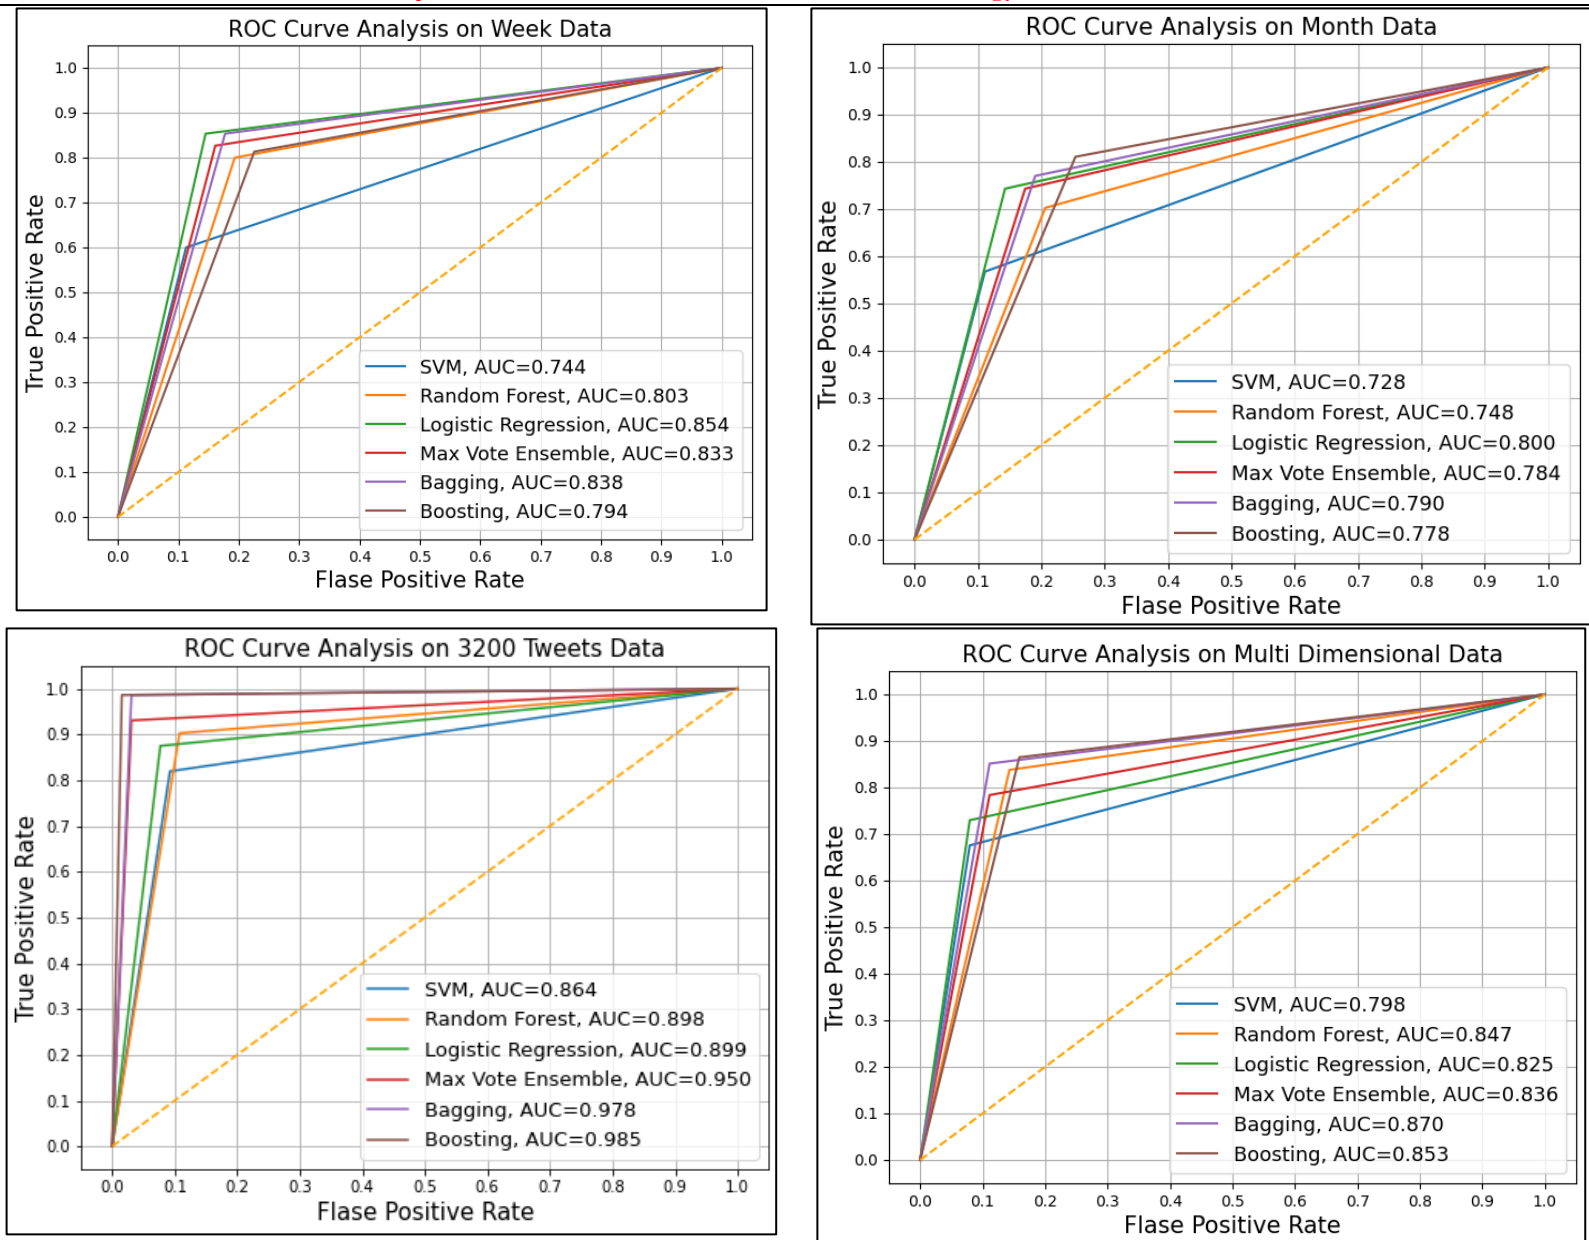 ROC Curve Analysis on Week Data
1.0
0.9
0.8
0.7
0.6
0.5
0.4
0.3
0.2
0.1
0.0
True Positive Rate
SVM, AUC=0.744
Random Forest, AUC=0.803
Logistic Regression, AUC=0.854
Max Vote Ensemble, AUC=0.833
Bagging, AUC=0.838
Boosting, AUC=0.794
0.0 0.1 0.2 0.3 0.4 0.5 0.6 0.7 0.8 0.9 1.0
Flase Positive Rate
ROC Curve Analysis on Month Data
1.0
0.9
0.8
0.7
0.6
0.5
0.4
0.3
0.2
0.1
0.0
True Positive Rate
SVM, AUC=0.728
Random Forest, AUC=0.748
Logistic Regression, AUC=0.800
Max Vote Ensemble, AUC=0.784
Bagging, AUC=0.790
Boosting, AUC=0.778
0.0 0.1 0.2 0.3 0.4 0.5 0.6 0.7 0.8 0.9 1.0
Flase Positive Rate
ROC Curve Analysis on 3200 Tweets Data
1.0
0.9
0.8
0.7
0.6
0.5
0.4
0.3
0.2
0.1
0.0
True Positive Rate
SVM, AUC=0.864
Random Forest, AUC=0.898
Logistic Regression, AUC=0.899
Max Vote Ensemble, AUC=0.950
Bagging, AUC=0.978
Boosting, AUC=0.985
0.0 0.1 0.2 0.3 0.4 0.5 0.6 0.7 0.8 0.9 1.0
Flase Positive Rate
ROC Curve Analysis on Multi Dimensional Data
1.0
0.9
0.8
0.7
0.6
0.5
0.4
0.3
0.2
0.1
0.0
True Positive Rate
SVM, AUC=0.798
Random Forest, AUC=0.847
Logistic Regression, AUC=0.825
Max Vote Ensemble, AUC=0.836
Bagging, AUC=0.870
Boosting, AUC=0.853
0.0 0.1 0.2 0.3 0.4 0.5 0.6 0.7 0.8 0.9 1.0
Flase Positive Rate